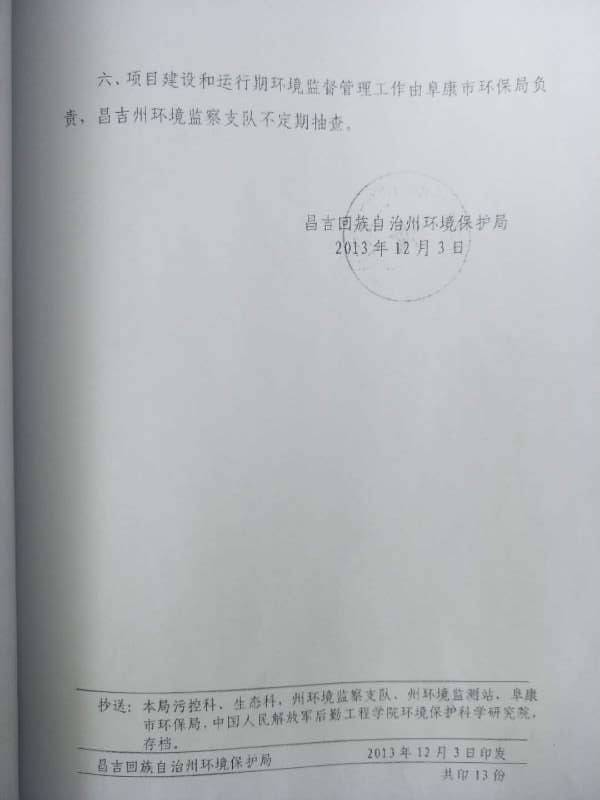 六、项目建设和运行期环境监督管理工作由阜康市环保局负
责，昌吉州环境监察支队不定期抽查。
昌吉回族自治州环境保护局
2013年12月3日
抄送：本局污控科、生态科，州环境监察支队、州环境监测站，阜康
市环保局，中国人民解放军后勤工程学院环境保护科学研究院，
存档。
昌吉回族自治州环境保护局 2013年12月3日印发
共印13份